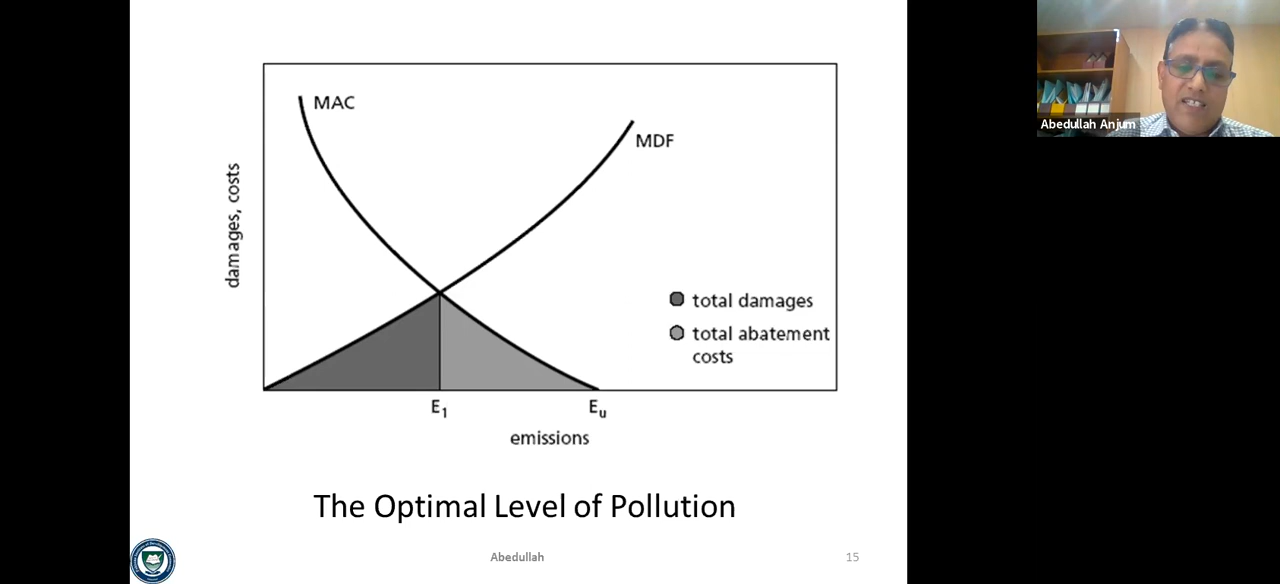 MAC
MDF
damages, costs
total damages
total abatement
costs
E1
Eu
emissions
The Optimal Level of Pollution
Abedullah
15
Abedullah Anjum